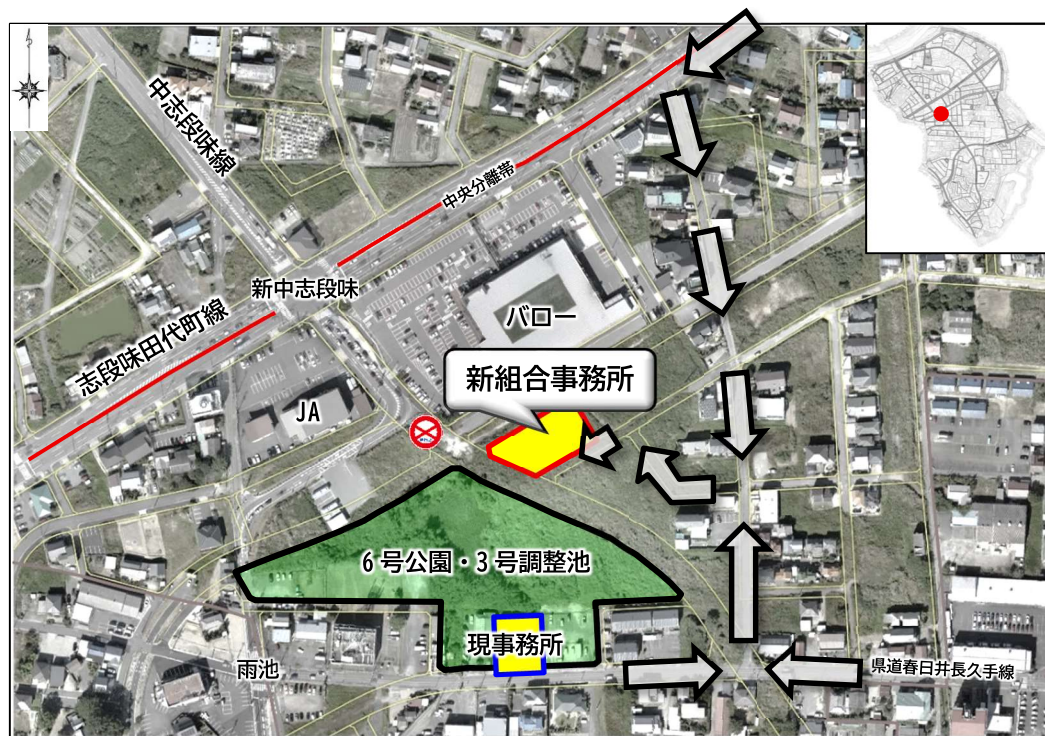 中志段味線
中央分離帯
新中志段味
バロー
志段味田代町線
新組合事務所
JA
6号公園・3号調整池
現事務所
雨池
県道春日井長久手線